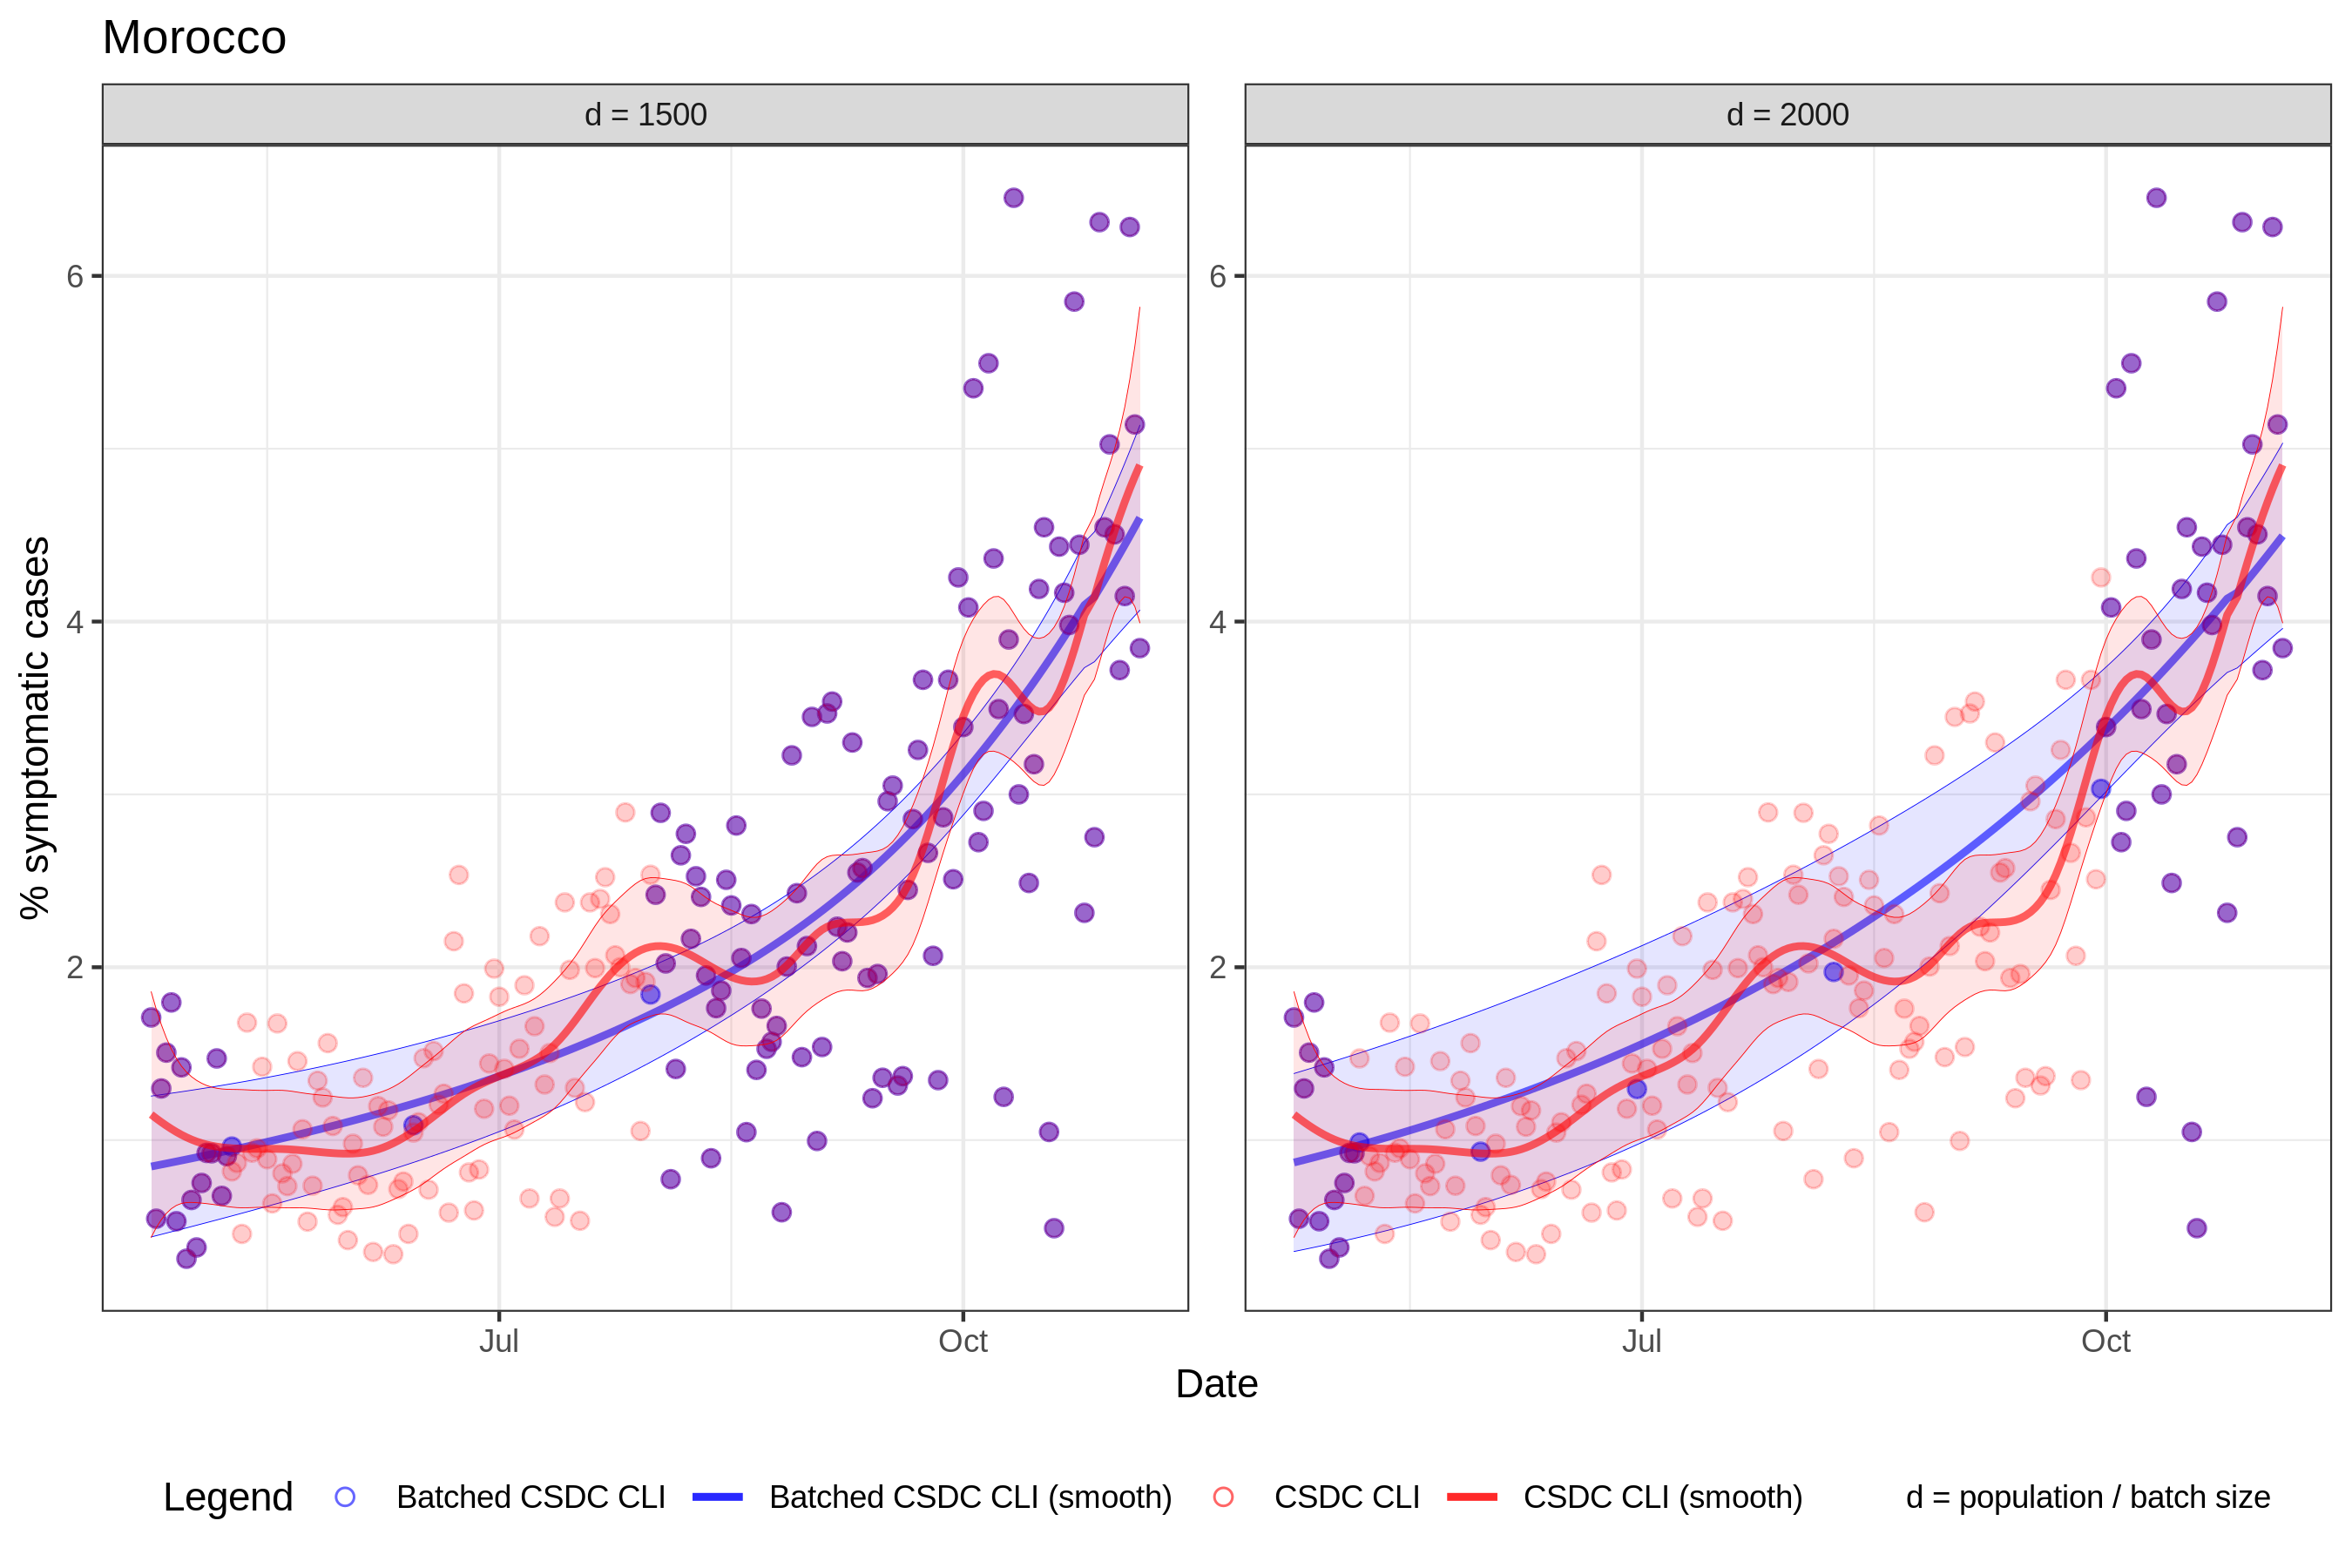 Morocco
d = 1500
d = 2000
% symptomatic cases
6
4
2
6
4
2
Jul
Oct
Jul
Oct
Date
Legend
Batched CSDC CLI
Batched CSDC CLI (smooth)
CSDC CLI
CSDC CLI (smooth)
d = population / batch size